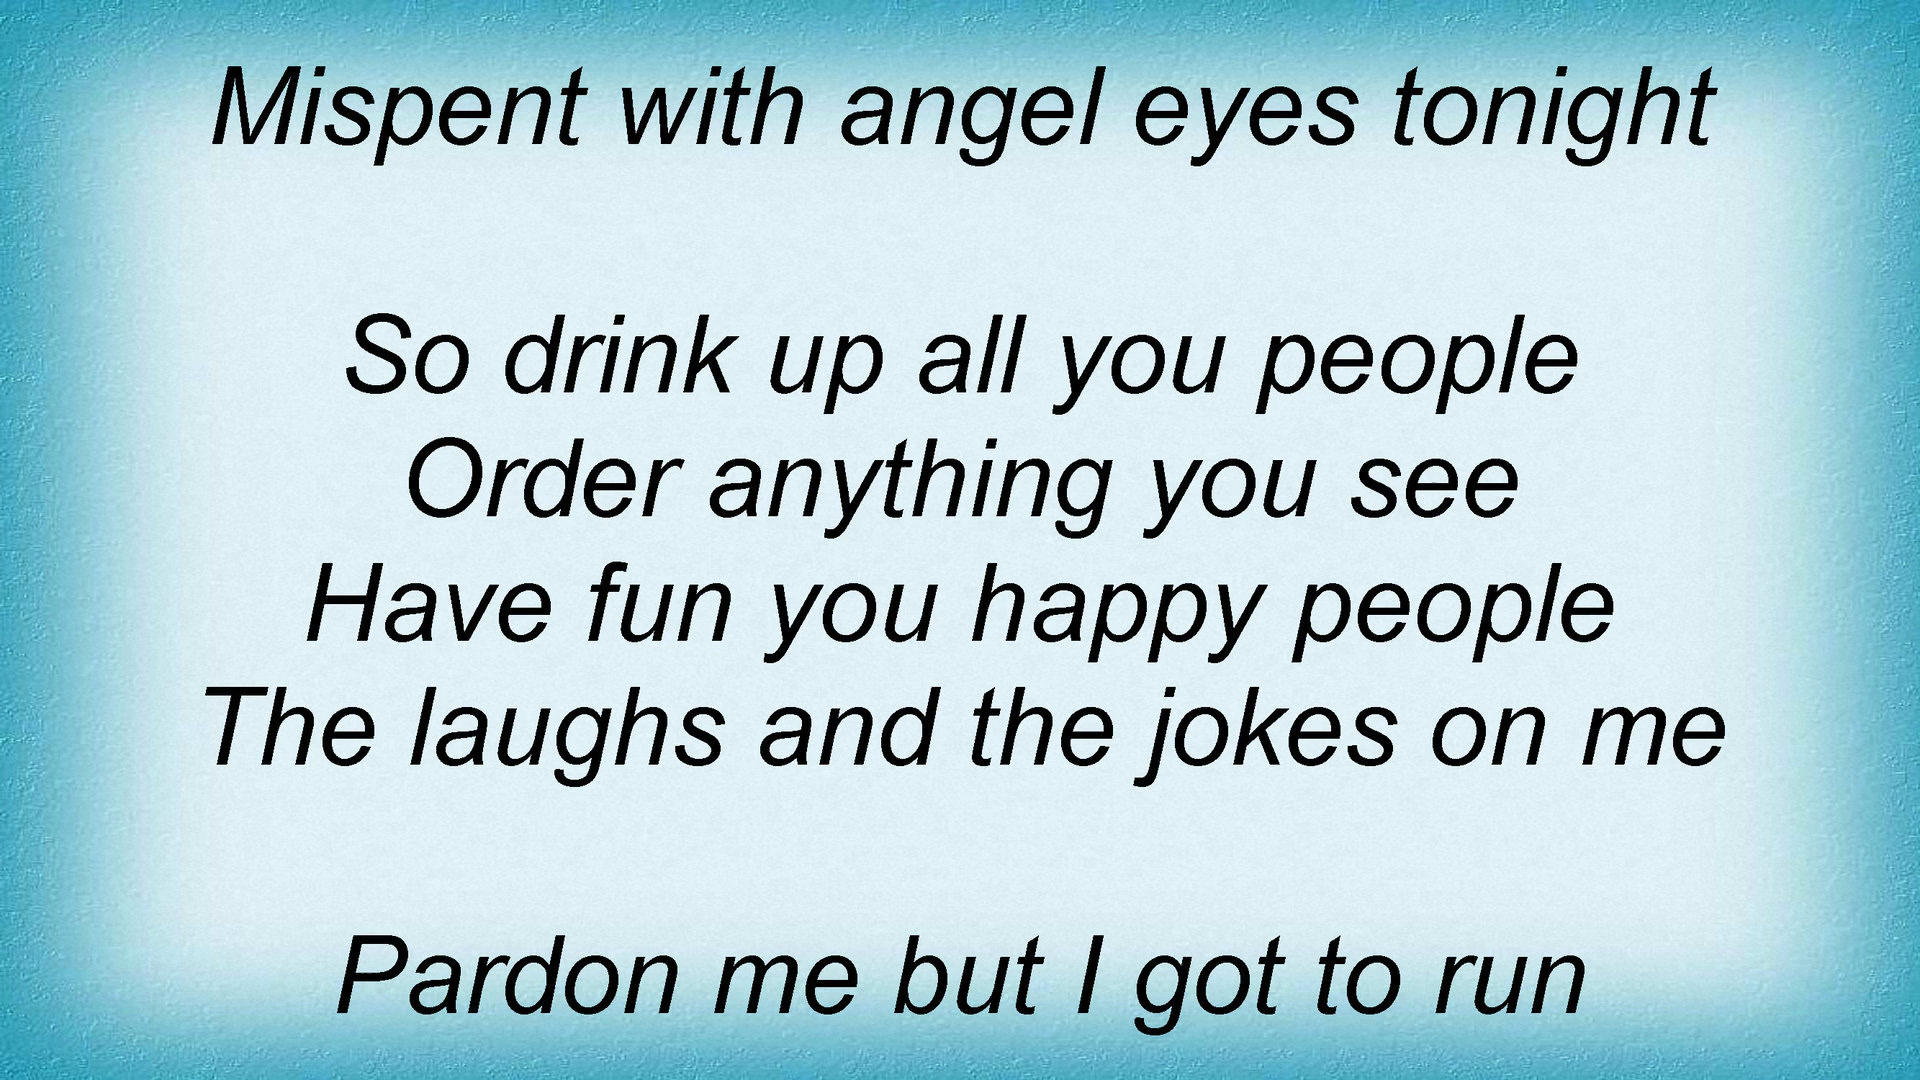 Mispent with angel eyes tonight
So drink up all you people
Order anything you see
Have fun you happy people
The laughs and the jokes on me
Pardon me but I got to run